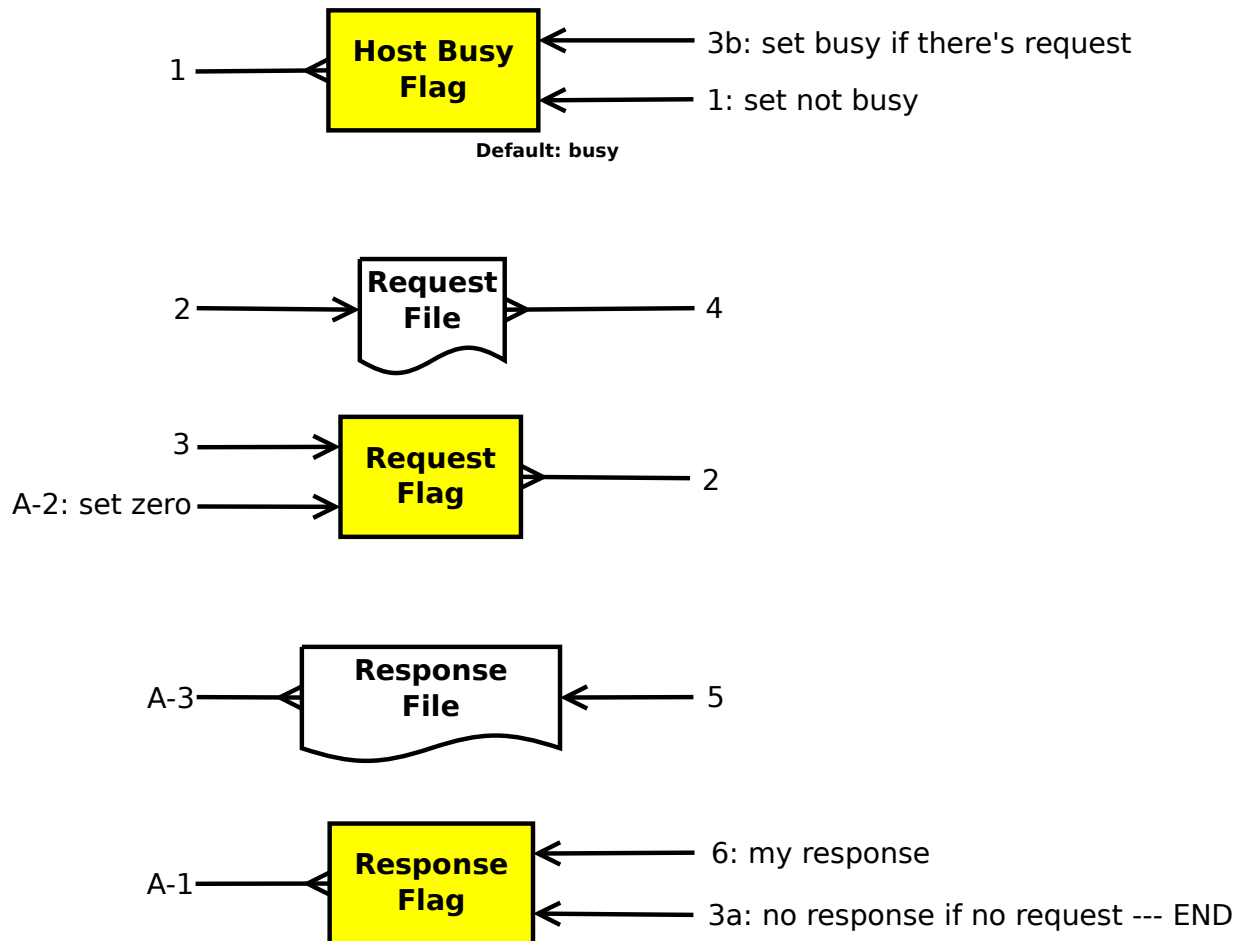 Host Busy
Flag
3b: set busy if there's request
1
1: set not busy
Default: busy
Request
File
2
4
3
Request
Flag
2
A-2: set zero
Response
File
A-3
5
Response
Flag
6: my response
A-1
3a: no response if no request --- END